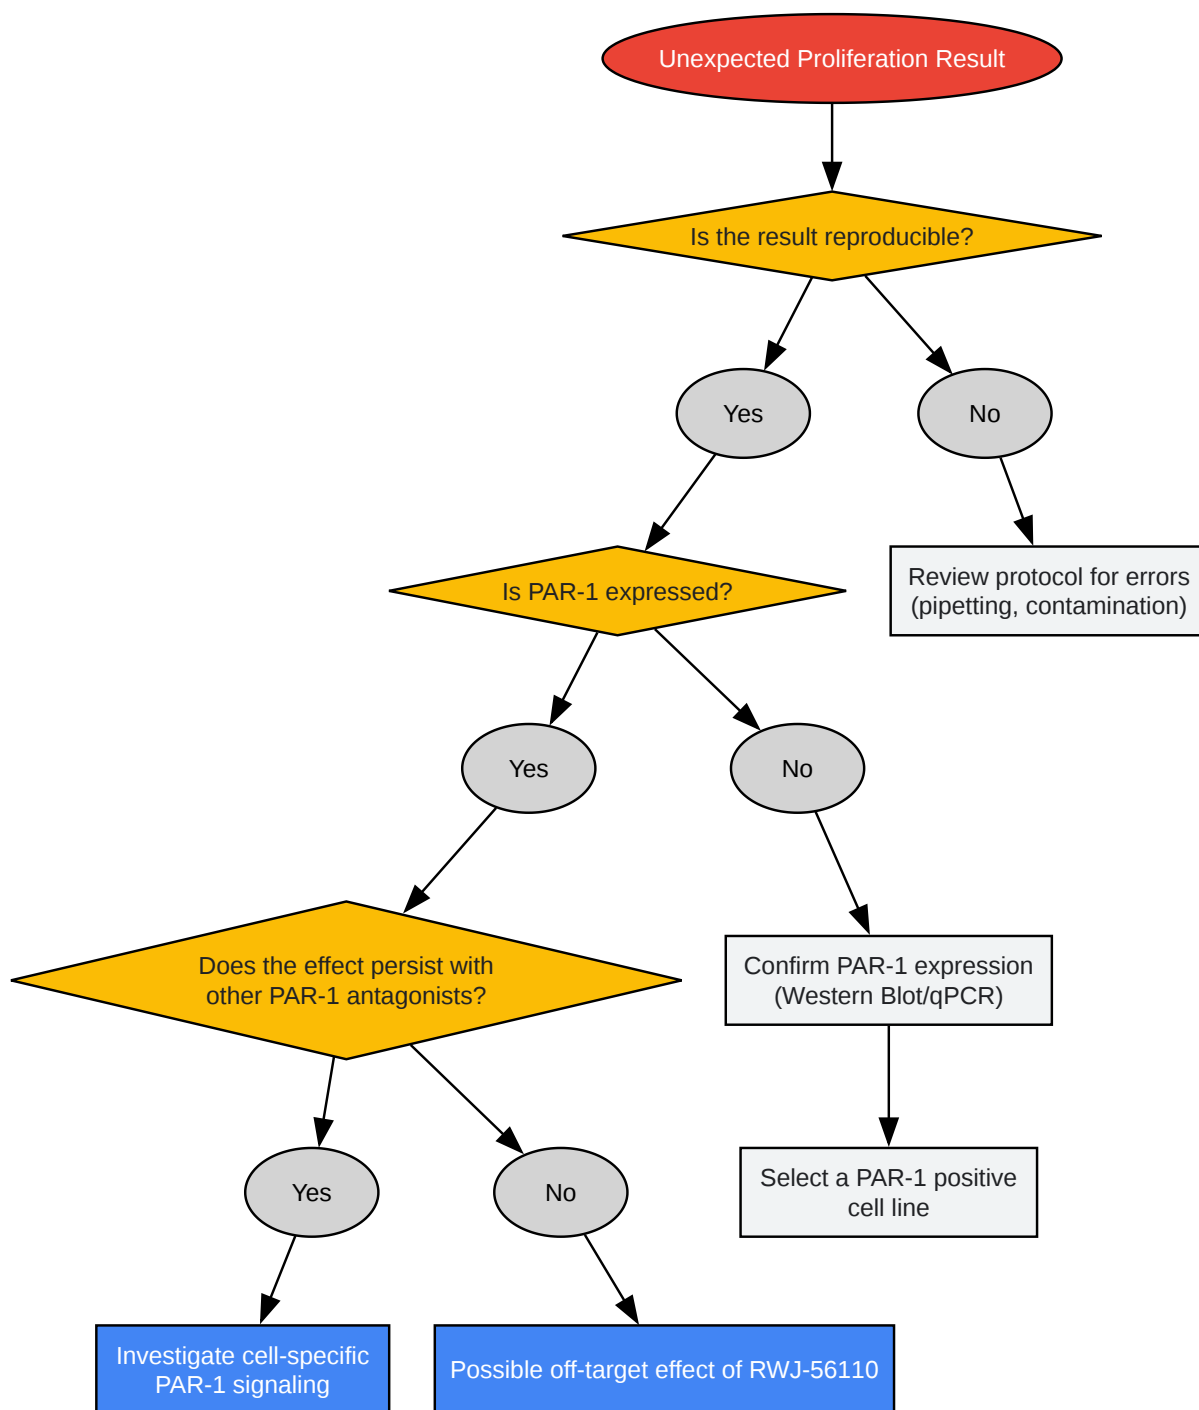 Unexpected Proliferation Result
Is the result reproducible?
Yes
No
Is PAR-1 expressed?
Review protocol for errors
(pipetting, contamination)
Yes
No
Does the effect persist with
other PAR-1 antagonists?
Confirm PAR-1 expression
(Western Blot/qPCR)
Yes
No
Select a PAR-1 positive
cell line
Investigate cell-specific
PAR-1 signaling
Possible off-target effect of RWJ-56110